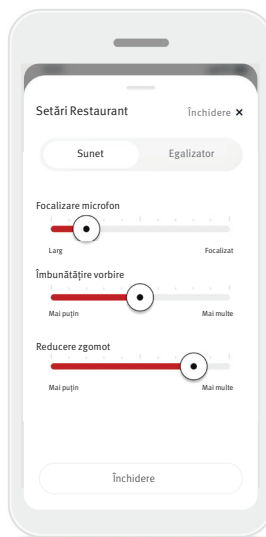 Setări Restaurant
Închidere ×
Sunet
Egalizator
Focalizare microfon
Larg
Focalizat
Îmbunătățire vorbire
Mai puțin
Mai multe
Reducere zgomot
Mai puțin
Mai multe
Închidere